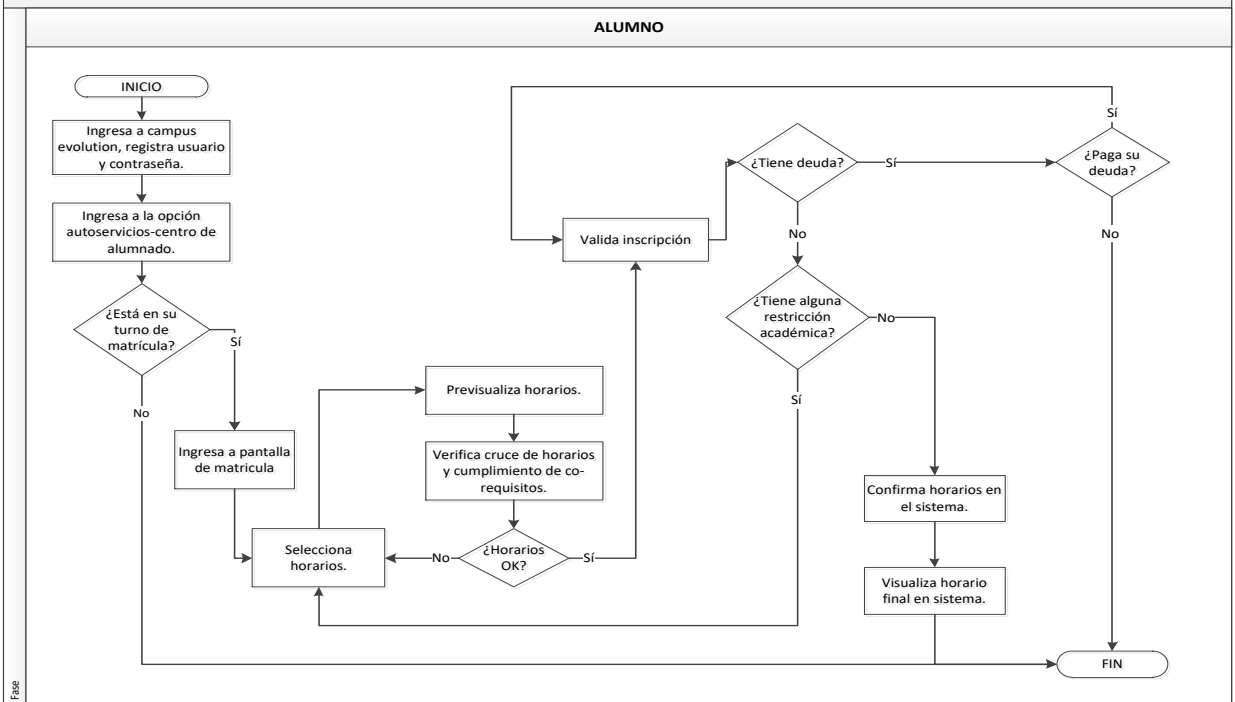 ALUMNO
INICIO
Ingresa a campus
evolution, registra usuario
y contraseña.
Ingresa a la opción
autoservicios-centro de
alumnado.
¿Está en su
turno de
matrícula?
Sí
No
Ingresa a pantalla
de matricula
Selecciona
horarios.
Previsualiza horarios.
Verifica cruce de horarios
y cumplimiento de co-
requisitos.
¿Horarios
OK?
No
Sí
Valida inscripción
¿Tiene deuda?
Sí
No
¿Paga su
deuda?
Sí
No
¿Tiene alguna
restricción
académica?
No
Sí
Confirma horarios en
el sistema.
Visualiza horario
final en sistema.
FIN
Fase